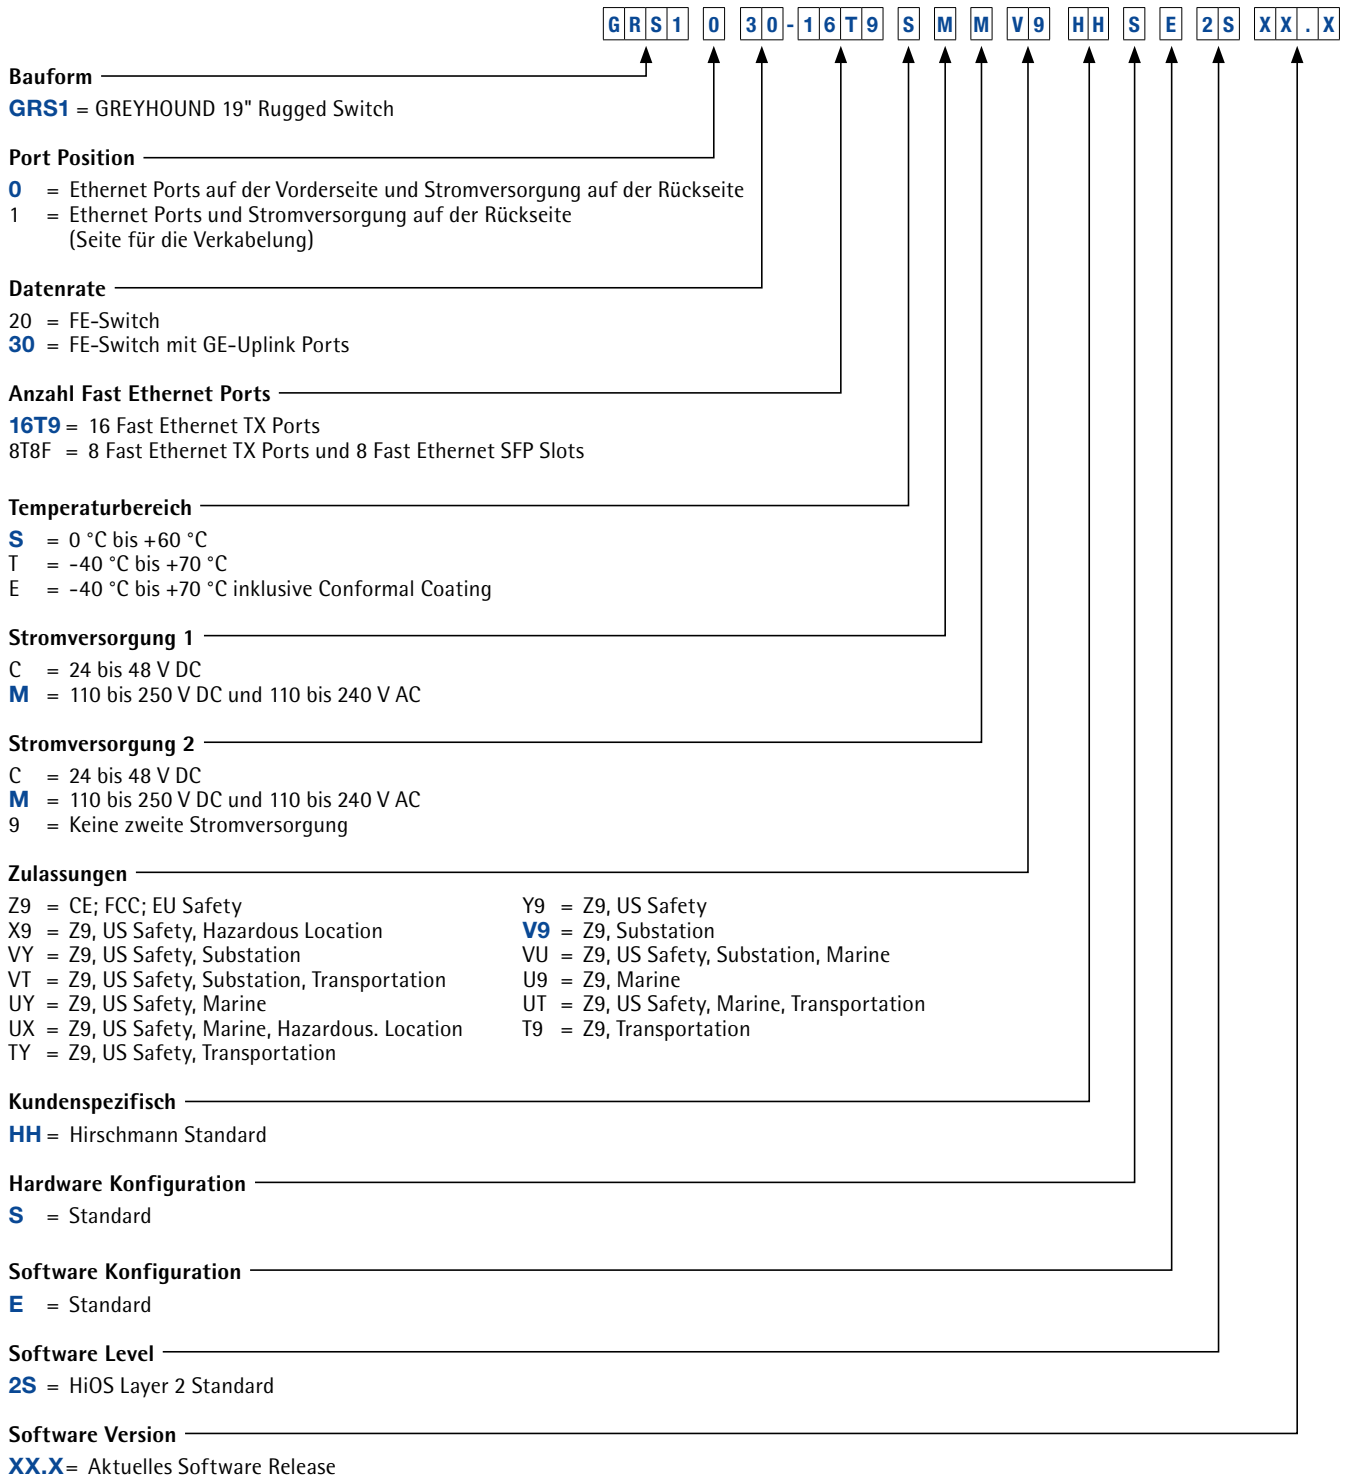 GRS1 0 30-16T9 S M M V9 HH S E 2S XX.X
Bauform
GRS1 = GREYHOUND 19" Rugged Switch
Port Position
0 = Ethernet Ports auf der Vorderseite und Stromversorgung auf der Rückseite
1 = Ethernet Ports und Stromversorgung auf der Rückseite
(Seite für die Verkabelung)
Datenrate
20 = FE-Switch
30 = FE-Switch mit GE-Uplink Ports
Anzahl Fast Ethernet Ports
16T9 = 16 Fast Ethernet TX Ports
8T8F = 8 Fast Ethernet TX Ports und 8 Fast Ethernet SFP Slots
Temperaturbereich
S = 0 °C bis +60 °C
T = -40 °C bis +70 °C
E = -40 °C bis +70 °C inklusive Conformal Coating
Stromversorgung 1
C = 24 bis 48 V DC
M = 110 bis 250 V DC und 110 bis 240 V AC
Stromversorgung 2
C = 24 bis 48 V DC
M = 110 bis 250 V DC und 110 bis 240 V AC
9 = Keine zweite Stromversorgung
Zulassungen
Z9 = CE; FCC; EU Safety
X9 = Z9, US Safety, Hazardous Location
VY = Z9, US Safety, Substation
VT = Z9, US Safety, Substation, Transportation
UY = Z9, US Safety, Marine
UX = Z9, US Safety, Marine, Hazardous. Location
TY = Z9, US Safety, Transportation
Y9 = Z9, US Safety
V9 = Z9, Substation
VU = Z9, US Safety, Substation, Marine
U9 = Z9, Marine
UT = Z9, US Safety, Marine, Transportation
T9 = Z9, Transportation
Kundenspezifisch
HH = Hirschmann Standard
Hardware Konfiguration
S = Standard
Software Konfiguration
E = Standard
Software Level
2S = HiOS Layer 2 Standard
Software Version
XX.X = Aktuelles Software Release